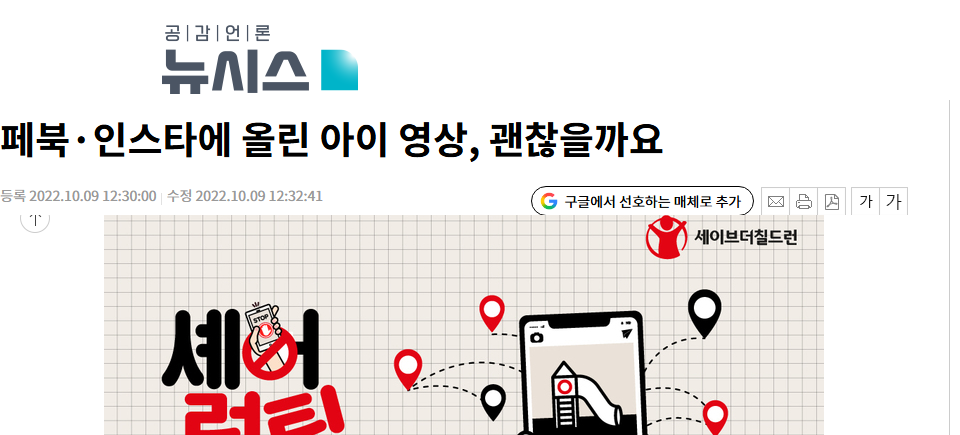 공|감|언|론
뉴시스
페북·인스타에 올린 아이 영상, 괜찮을까요
등록 2022.10.09 12:30:00 | 수정 2022.10.09 12:32:41
구글에서 선호하는 매체로 추가
가 가
세이브더칠드런
STOP
셰어
런팅